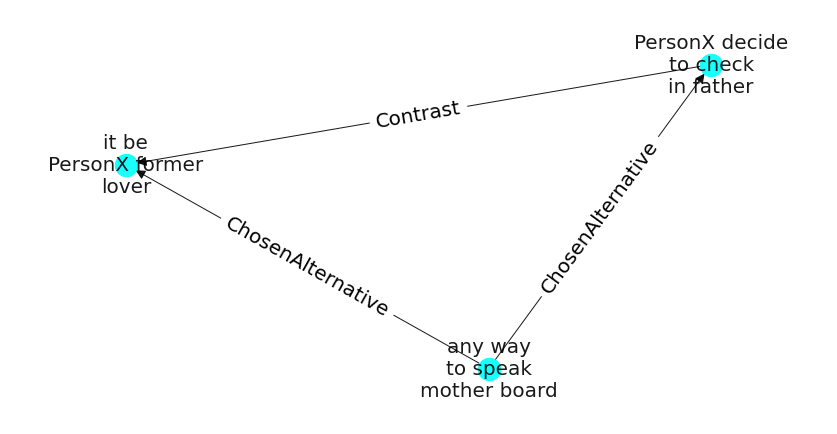 PersonX decide
to check
in father
Contrast
it be
PersonX former
lover
ChosenAlternative
ChosenAlternative
any way
to speak
mother board